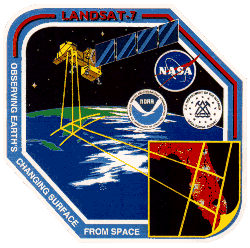 LANDSAT-7
NASA
NOAA
OBSERVING EARTH'S
CHANGING SURFACE
FROM SPACE